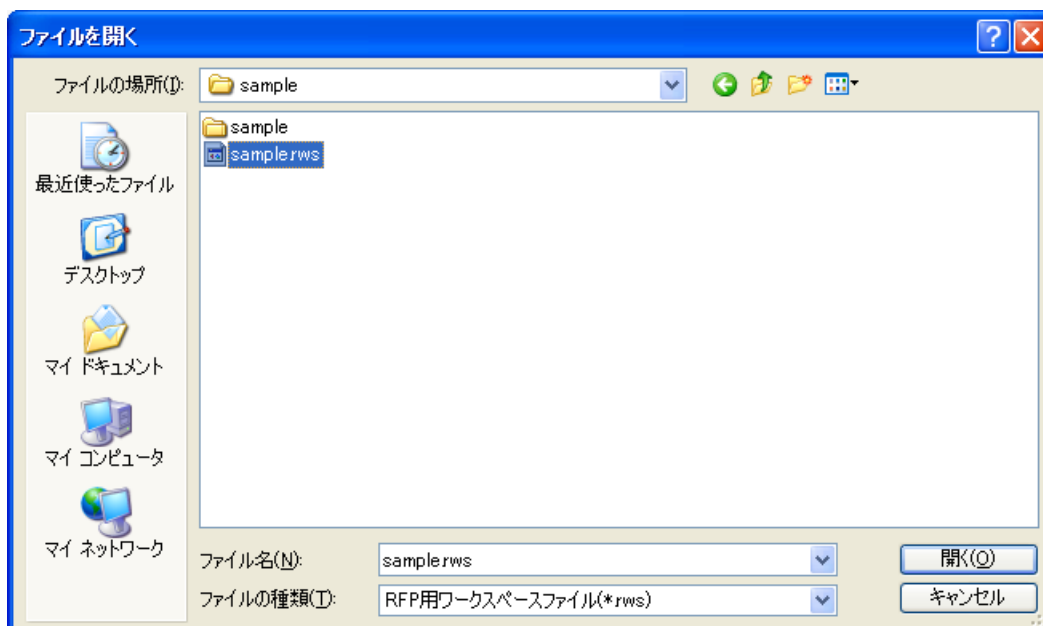 ファイルを開く
ファイルの場所(I):
sample
sample
sample.rws
最近使ったファイル
デスクトップ
マイ ドキュメント
マイ コンピュータ
マイ ネットワーク
ファイル名(N):
sample.rws
開く(O)
ファイルの種類(T):
RFP用ワークスペースファイル(*rws)
キャンセル